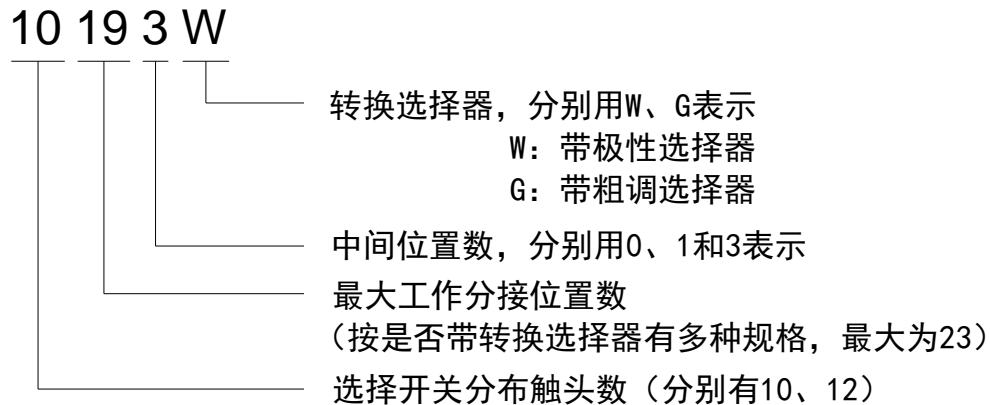 10 19 3 W
转换选择器，分别用W、G表示
W：带极性选择器
G：带粗调选择器
中间位置数，分别用0、1和3表示
最大工作分接位置数
（按是否带转换选择器有多种规格，最大为23）
选择开关分布触头数（分别有10、12）